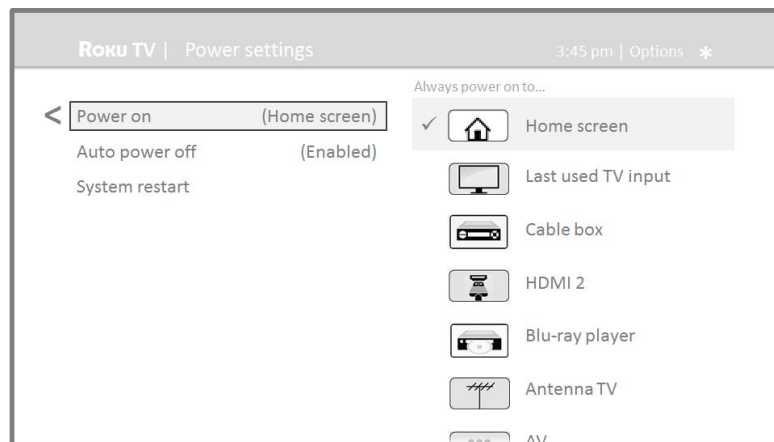 Roku TV | Power settings
3:45 pm | Options *
Always power on to...
< Power on (Home screen)
Auto power off (Enabled)
System restart
✓ Home screen
Last used TV input
Cable box
HDMI 2
Blu-ray player
Antenna TV
AV